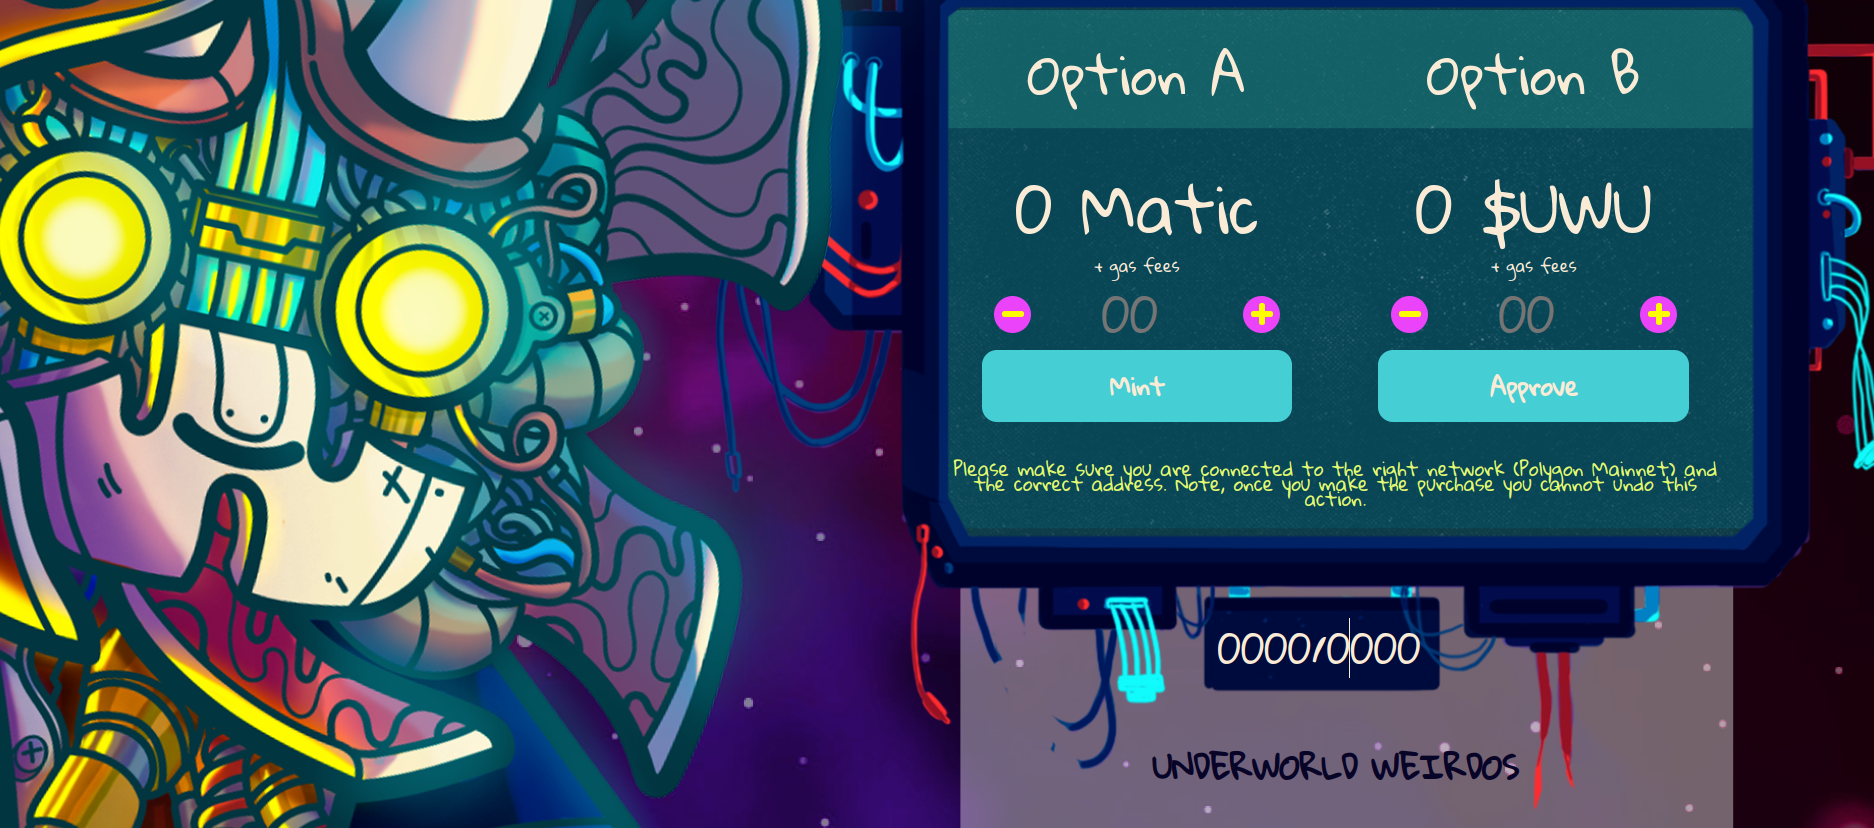 Option A
Option B
0 Matic
0 $UWU
+ gas fees
+ gas fees
00
00
Mint
Approve
Please make sure you are connected to the right network (Polygon Mainnet) and
the correct address. Note, once you make the purchase you cannot undo this
action.
0000/0000
UNDERWORLD WEIRDOS